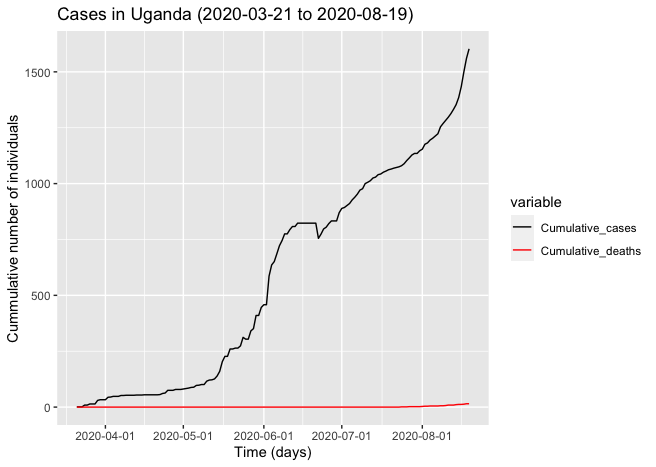 Cases in Uganda (2020-03-21 to 2020-08-19)
Cummulative number of individuals
1500
1000
500
0
2020-04-01 2020-05-01 2020-06-01 2020-07-01 2020-08-01
Time (days)
variable
Cumulative_cases
Cumulative_deaths